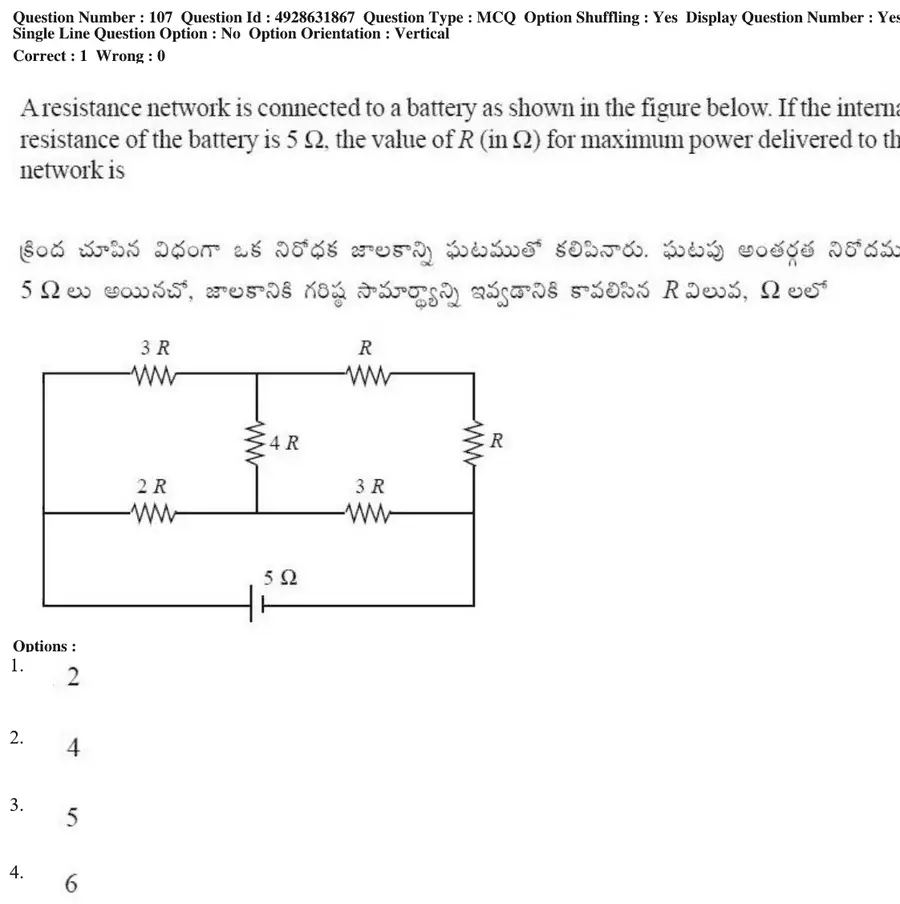 Question Number : 107 Question Id : 4928631867 Question Type : MCQ Option Shuffling : Yes Display Question Number : Yes
Single Line Question Option : No Option Orientation : Vertical
Correct : 1 Wrong : 0
A resistance network is connected to a battery as shown in the figure below. If the interna
resistance of the battery is 5 Ω, the value of R (in Ω) for maximum power delivered to th
network is
క్రింద చూపిన విధంగా ఒక నిరోధక జాలకాన్ని ఘటముతో కలిపినారు. ఘటపు అంతర్గత నిరోదమ
5 Ω లు అయినచో, జాలకానికి గరిష్ఠ సామార్థ్యాన్ని ఇవ్వడానికి కావలిసిన R విలువ, Ω లలో
3 R
R
4 R
R
2 R
3 R
5 Ω
Options :
1. 2
2. 4
3. 5
4. 6